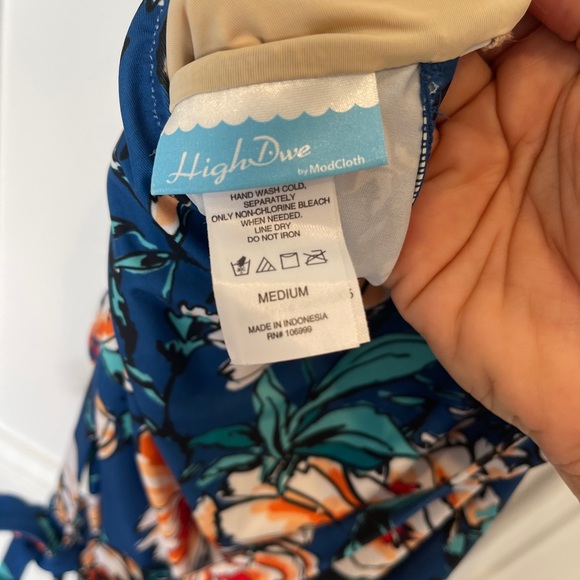 High Dive
by ModCloth
HAND WASH COLD,
SEPARATELY
ONLY NON-CHLORINE BLEACH
WHEN NEEDED.
LINE DRY
DO NOT IRON
MEDIUM
MADE IN INDONESIA
RN# 106999